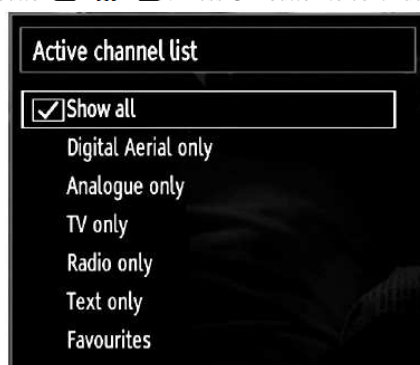 Active channel list
Show all
Digital Aerial only
Analogue only
TV only
Radio only
Text only
Favourites